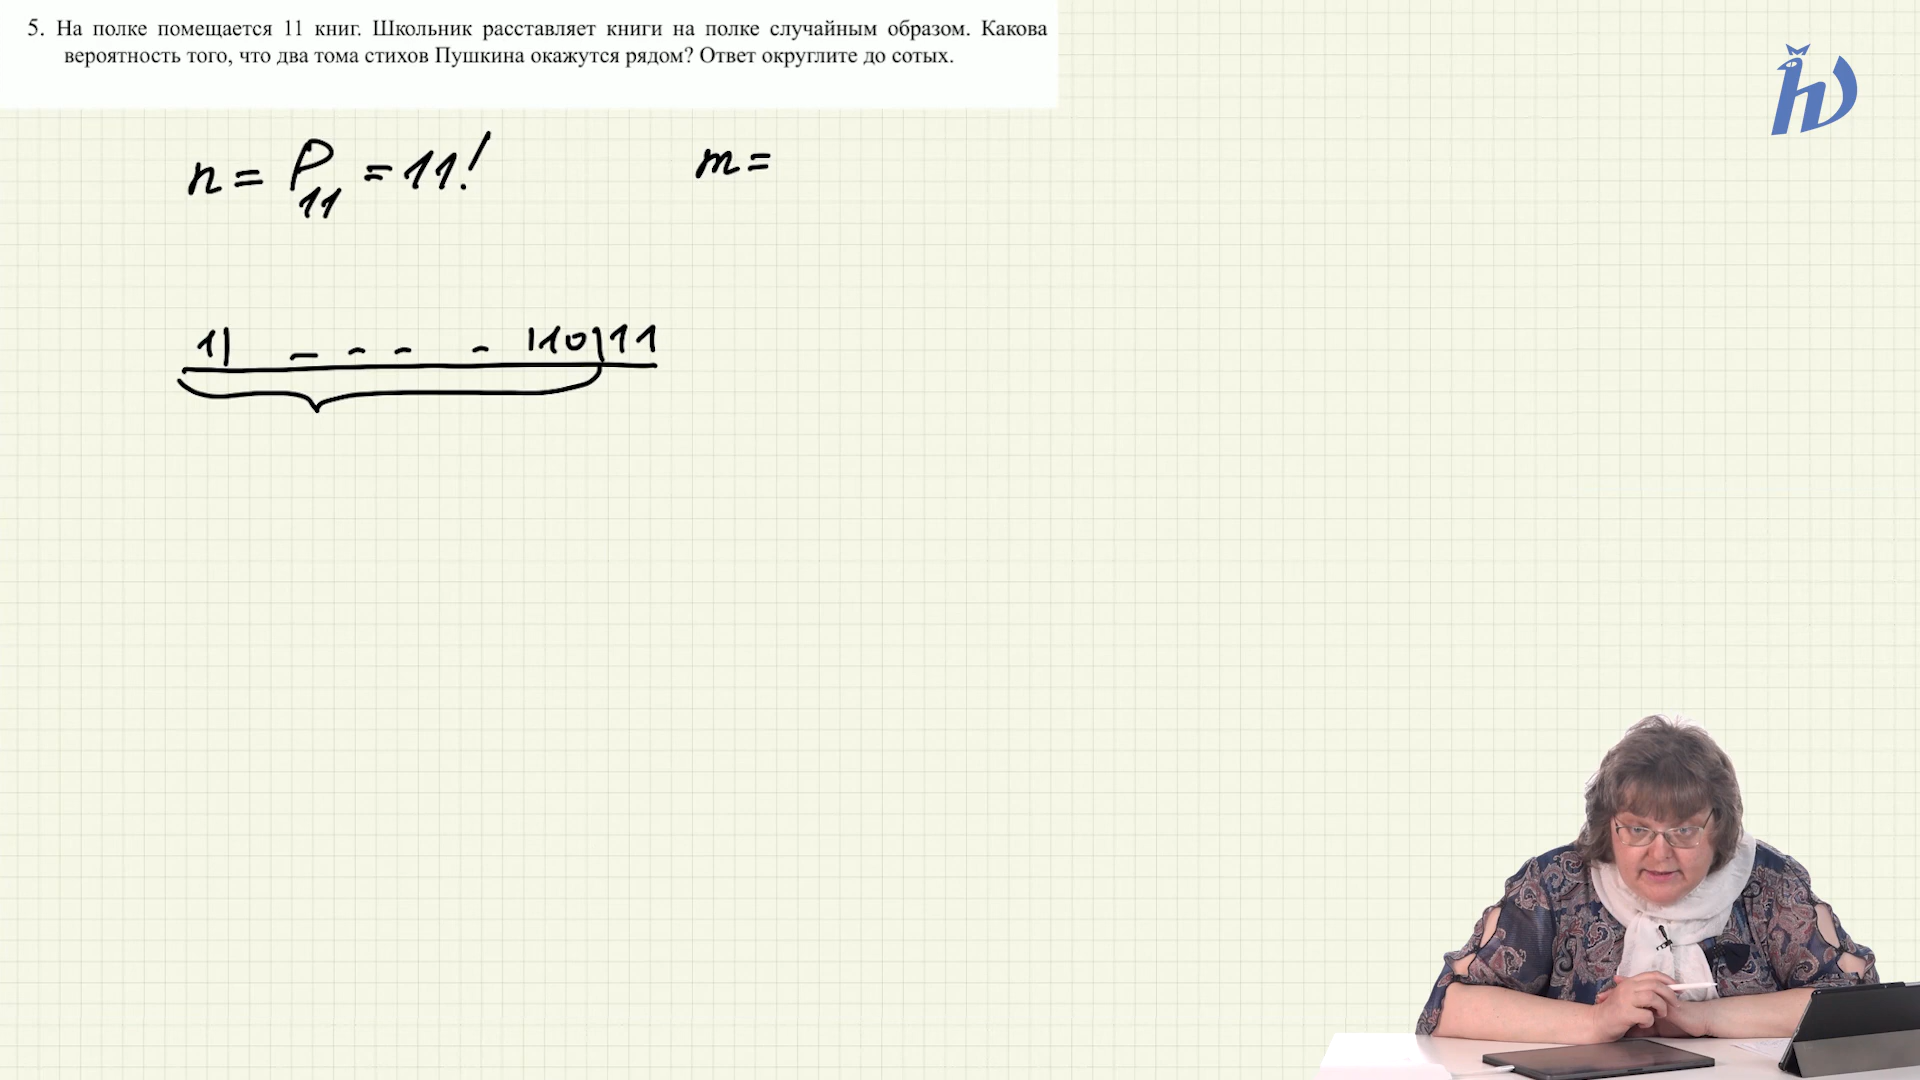 5. На полке помещается 11 книг. Школьник расставляет книги на полке случайным образом. Какова
вероятность того, что два тома стихов Пушкина окажутся рядом? Ответ округлите до сотых.
n = P₁₁ = 11!
m =
1| _ - - - |10|11